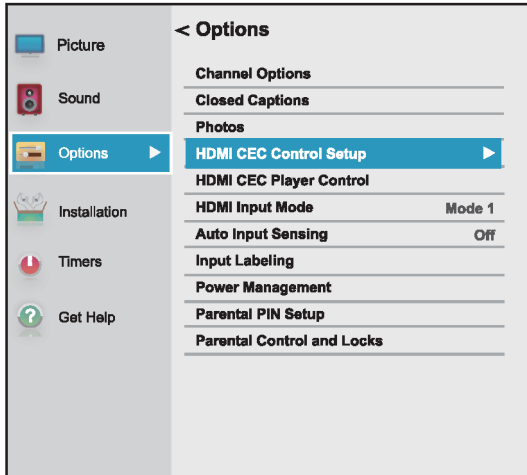 Picture
Sound
Options
Installation
Timers
Get Help
< Options
Channel Options
Closed Captions
Photos
HDMI CEC Control Setup
HDMI CEC Player Control
HDMI Input Mode Mode 1
Auto Input Sensing Off
Input Labeling
Power Management
Parental PIN Setup
Parental Control and Locks